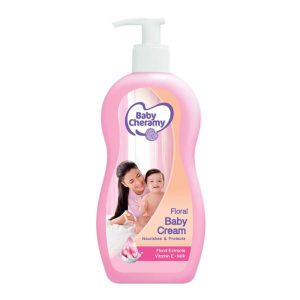 Baby
Cheramy
Floral
Baby
Cream
Nourishes & Protects
Floral Extracts
Vitamin E • Milk